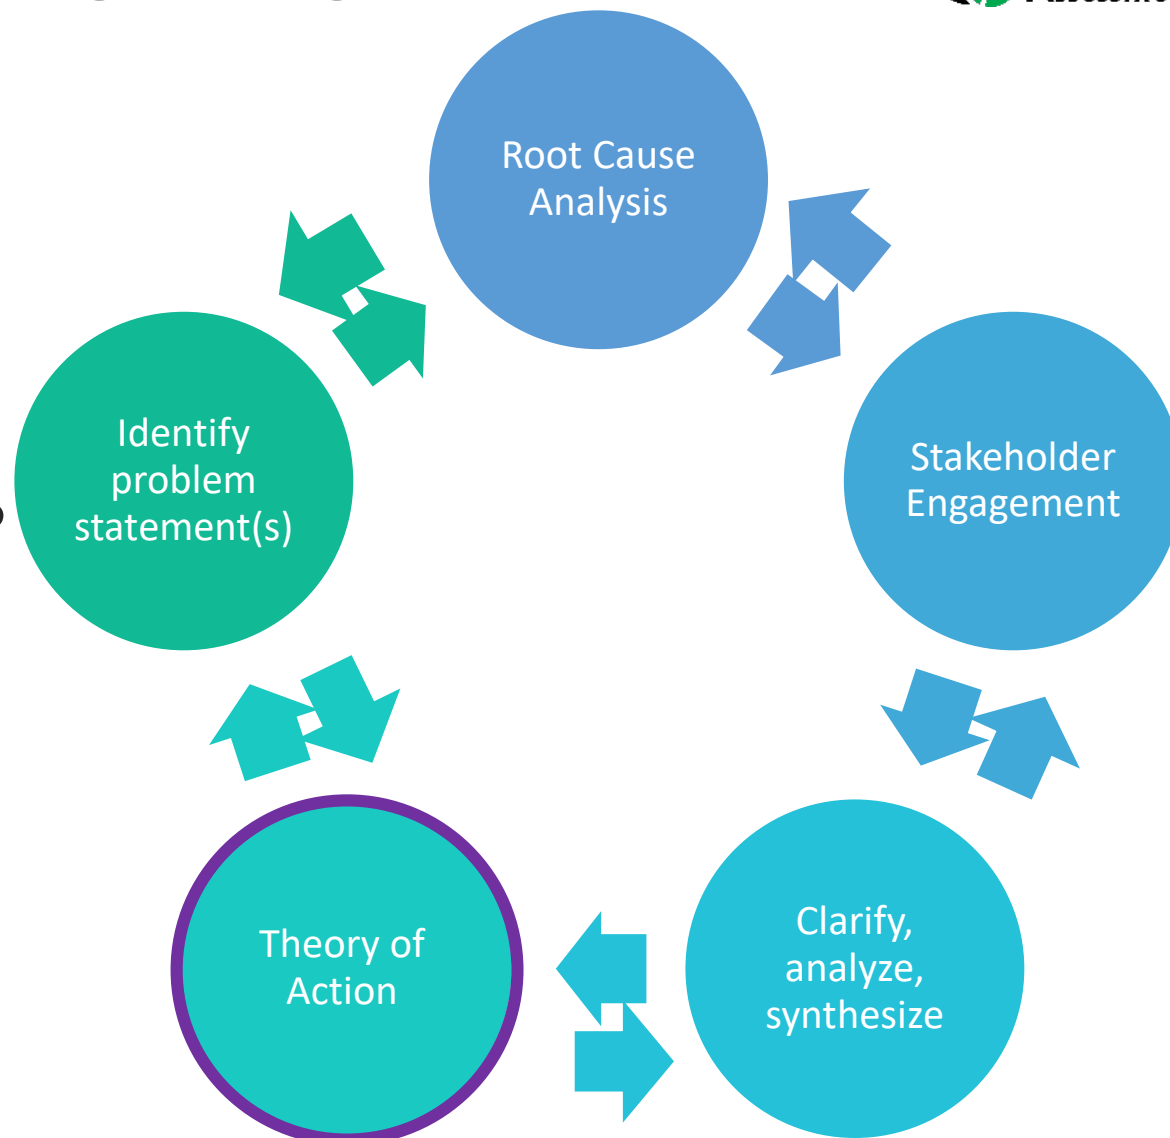 Root Cause
Analysis
Identify
problem
statement(s)
Stakeholder
Engagement
Theory of
Action
Clarify,
analyze,
synthesize